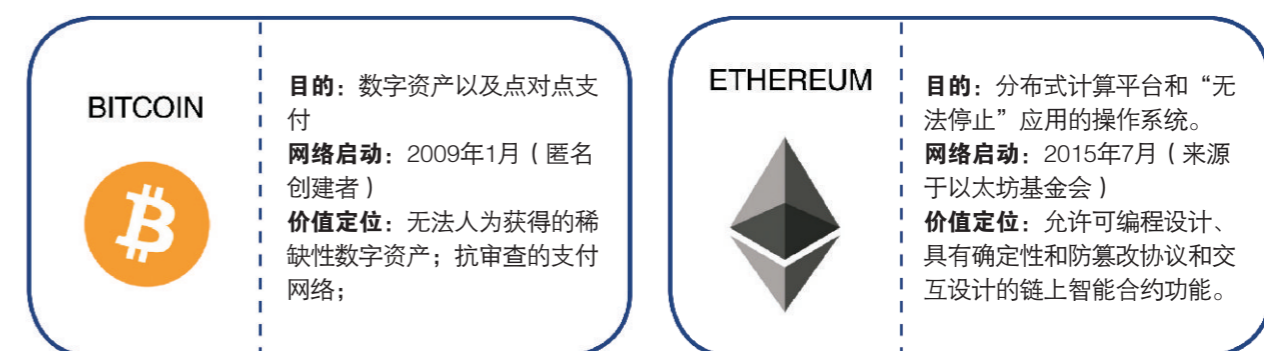 BITCOIN
目的：数字资产以及点对点支
付
网络启动：2009年1月（匿名
创建者）
价值定位：无法人为获得的稀
缺性数字资产；抗审查的支付
网络；
ETHEREUM
目的：分布式计算平台和“无
法停止”应用的操作系统。
网络启动：2015年7月（来源
于以太坊基金会）
价值定位：允许可编程设计、
具有确定性和防篡改协议和交
互设计的链上智能合约功能。